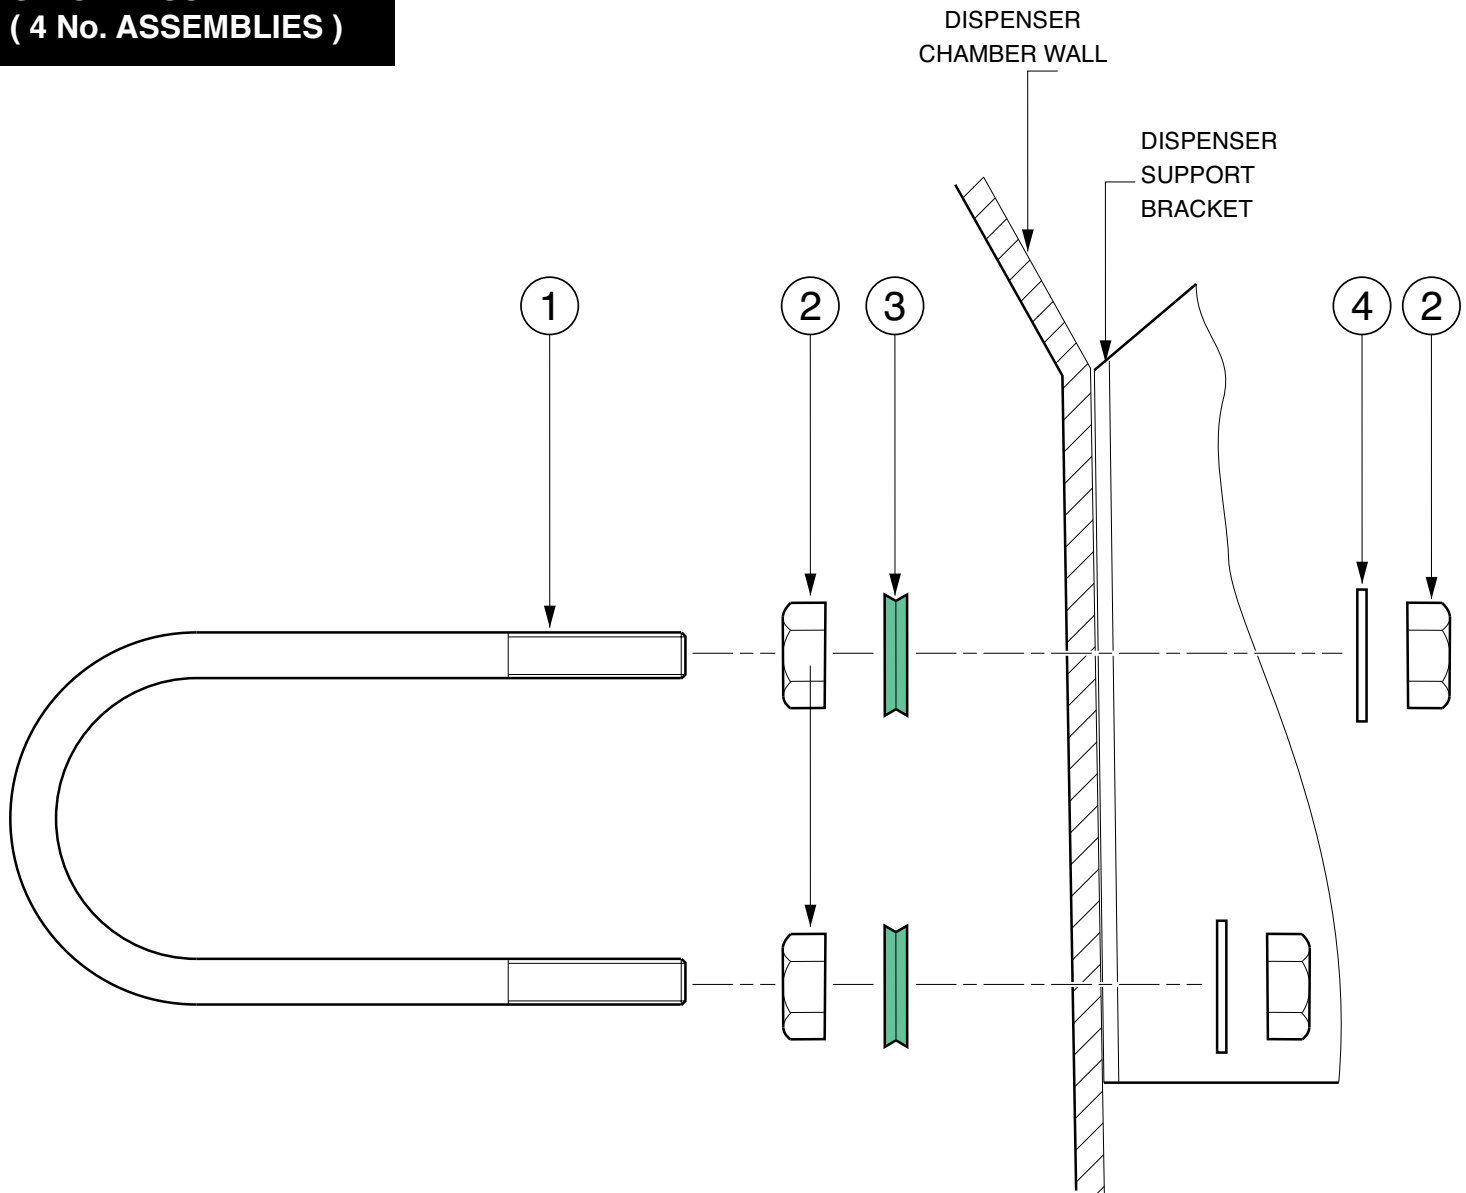 ( 4 No. ASSEMBLIES )
DISPENSER
CHAMBER WALL
DISPENSER
SUPPORT
BRACKET
1
2
3
4
2